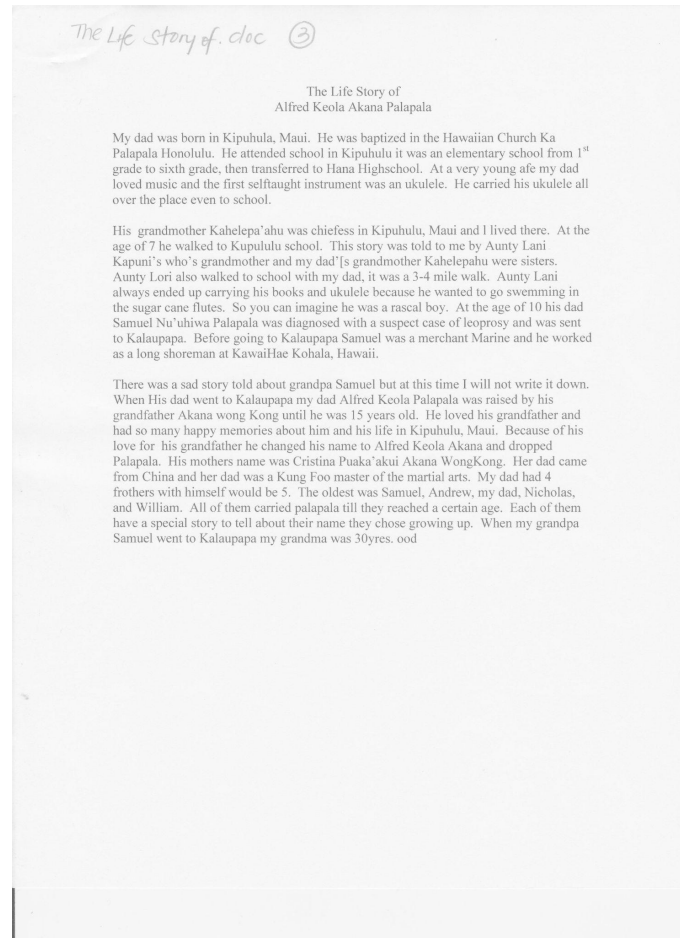 The Life Story of. doc 3
The Life Story of
Alfred Keola Akana Palapala
My dad was born in Kipuhula, Maui.  He was baptized in the Hawaiian Church Ka
Palapala Honolulu.  He attended school in Kipuhulu it was an elementary school from 1st
grade to sixth grade, then transferred to Hana Highschool.  At a very young afe my dad
loved music and the first selftaught instrument was an ukulele.  He carried his ukulele all
over the place even to school.
His  grandmother Kahelepa'ahu was chiefess in Kipuhulu, Maui and I lived there.  At the
age of 7 he walked to Kupululu school.  This story was told to me by Aunty Lani
Kapuni's who's grandmother and my dad'[s grandmother Kahelepahu were sisters.
Aunty Lori also walked to school with my dad, it was a 3-4 mile walk.  Aunty Lani
always ended up carrying his books and ukulele because he wanted to go swemming in
the sugar cane flutes.  So you can imagine he was a rascal boy.  At the age of 10 his dad
Samuel Nu'uhiwa Palapala was diagnosed with a suspect case of leoprosy and was sent
to Kalaupapa.  Before going to Kalaupapa Samuel was a merchant Marine and he worked
as a long shoreman at KawaiHae Kohala, Hawaii.
There was a sad story told about grandpa Samuel but at this time I will not write it down.
When His dad went to Kalaupapa my dad Alfred Keola Palapala was raised by his
grandfather Akana wong Kong until he was 15 years old.  He loved his grandfather and
had so many happy memories about him and his life in Kipuhulu, Maui.  Because of his
love for  his grandfather he changed his name to Alfred Keola Akana and dropped
Palapala.  His mothers name was Cristina Puaka'akui Akana WongKong.  Her dad came
from China and her dad was a Kung Foo master of the martial arts.  My dad had 4
frothers with himself would be 5.  The oldest was Samuel, Andrew, my dad, Nicholas,
and William.  All of them carried palapala till they reached a certain age.  Each of them
have a special story to tell about their name they chose growing up.  When my grandpa
Samuel went to Kalaupapa my grandma was 30yres. ood